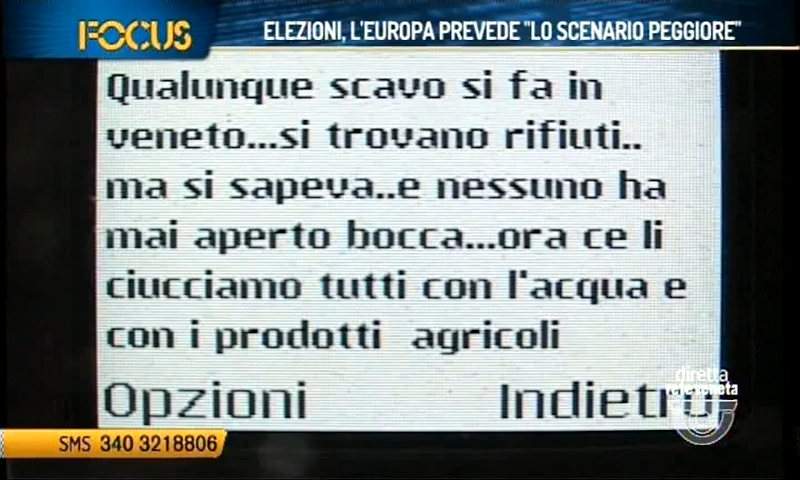 FOCUS
ELEZIONI, L'EUROPA PREVEDE "LO SCENARIO PEGGIORE"
Qualunque scavo si fa in
veneto...si trovano rifiuti..
ma si sapeva..e nessuno ha
mai aperto bocca...ora ce li
ciucciamo tutti con l'acqua e
con i prodotti agricoli
Opzioni Indietro
diretta
reteveneta
SMS 340 3218806